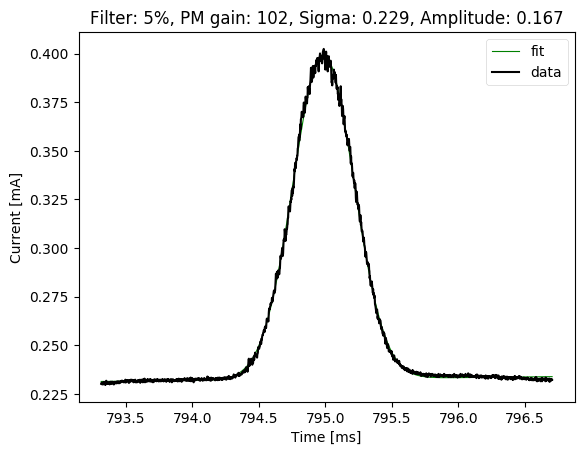 Filter: 5%, PM gain: 102, Sigma: 0.229, Amplitude: 0.167
fit
data
0.400
0.375
0.350
0.325
0.300
0.275
0.250
0.225
Current [mA]
793.5 794.0 794.5 795.0 795.5 796.0 796.5
Time [ms]